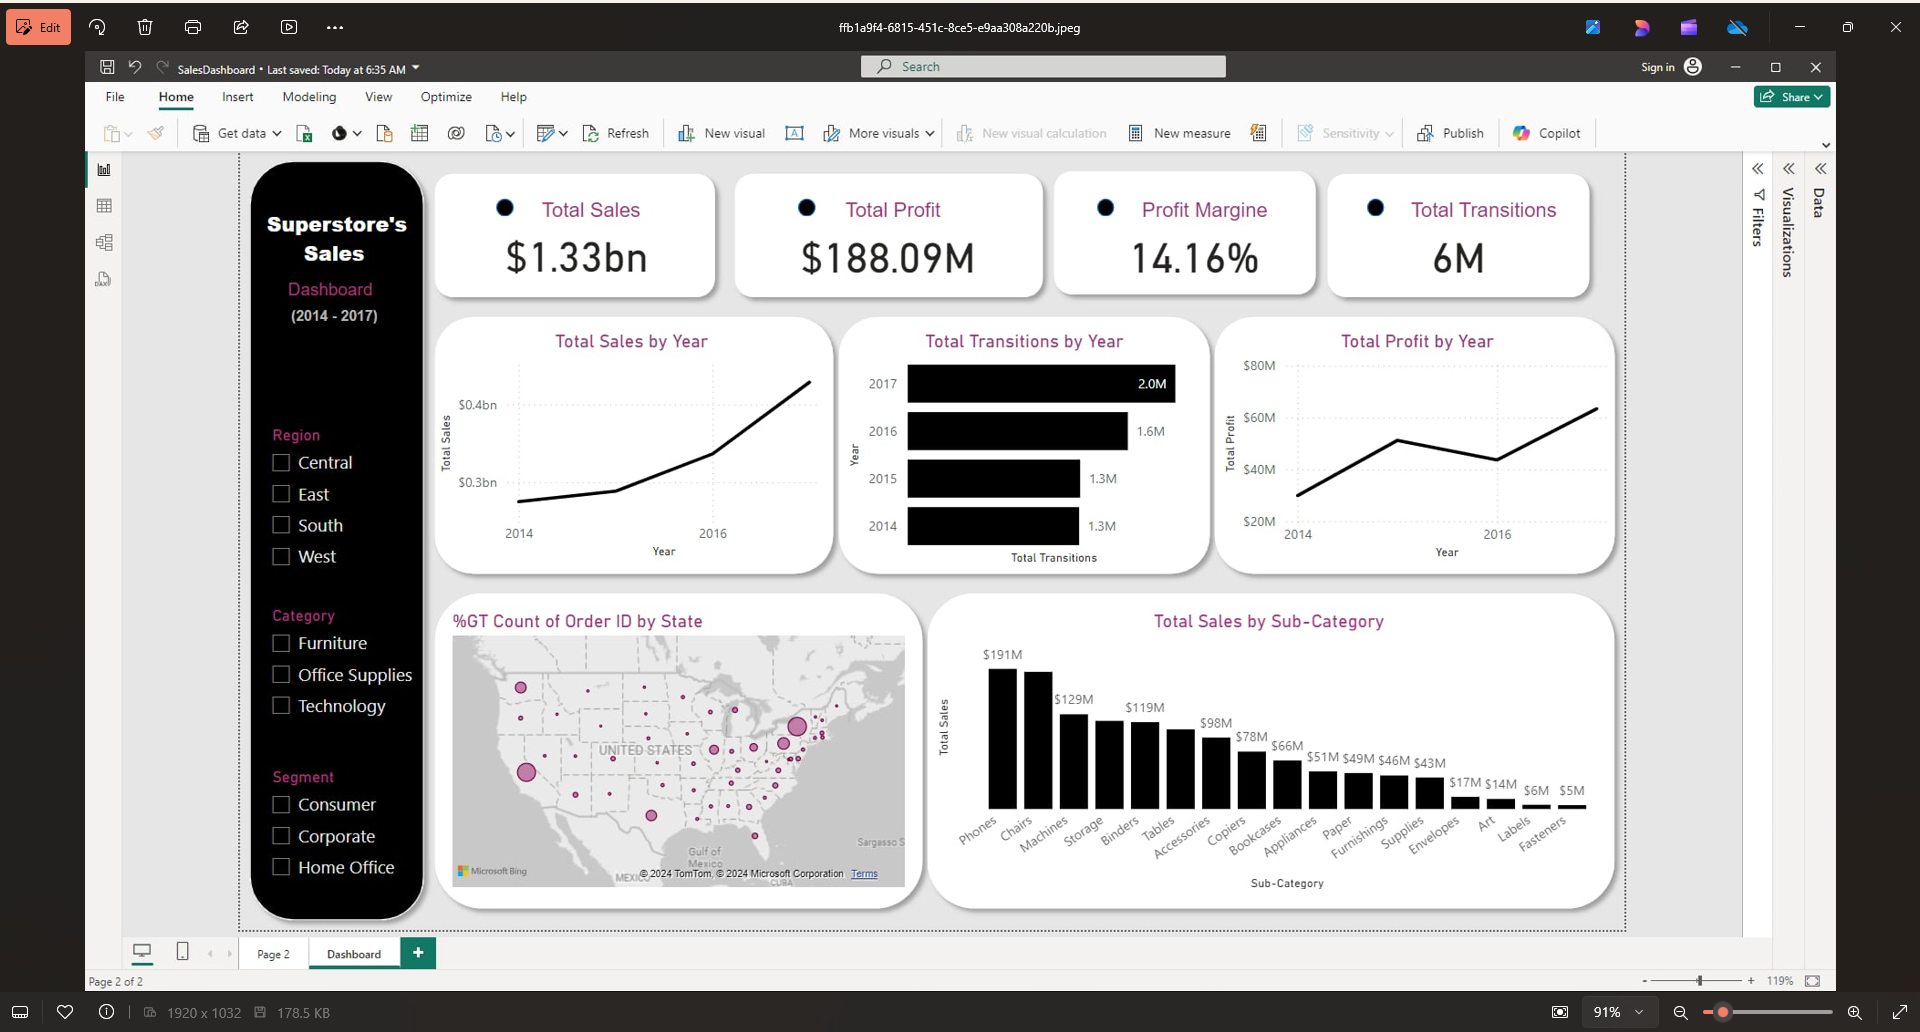 Edit
ffb1a9f4-6815-451c-8ce5-e9aa308a220b.jpeg
SalesDashboard • Last saved: Today at 6:35 AM
Search
Sign in
File Home Insert Modeling View Optimize Help
Share
Get data
Refresh
New visual
More visuals
New visual calculation
New measure
Sensitivity
Publish
Copilot
Superstore's
Sales
Dashboard
(2014 - 2017)
Region
Central
East
South
West
Category
Furniture
Office Supplies
Technology
Segment
Consumer
Corporate
Home Office
Total Sales
$1.33bn
Total Profit
$188.09M
Profit Margine
14.16%
Total Transitions
6M
Total Sales by Year
Total Sales
$0.4bn
$0.3bn
2014 2016
Year
Total Transitions by Year
Year
2017 2.0M
2016 1.6M
2015 1.3M
2014 1.3M
Total Transitions
Total Profit by Year
Total Profit
$80M
$60M
$40M
$20M
2014 2016
Year
%GT Count of Order ID by State
UNITED STATES
Gulf of
Mexico
Sargasso S
MEXICO
CUBA
Microsoft Bing
© 2024 TomTom, © 2024 Microsoft Corporation Terms
Total Sales by Sub-Category
Total Sales
$191M
$129M
$119M
$98M
$78M
$66M
$51M $49M $46M $43M
$17M $14M $6M $5M
Phones Chairs Machines Storage Binders Tables Accessories Copiers Bookcases Appliances Paper Furnishings Supplies Envelopes Art Labels Fasteners
Sub-Category
Filters
Visualizations
Data
Page 2
Dashboard
+
Page 2 of 2
- + 119%
1920 x 1032
178.5 KB
91%